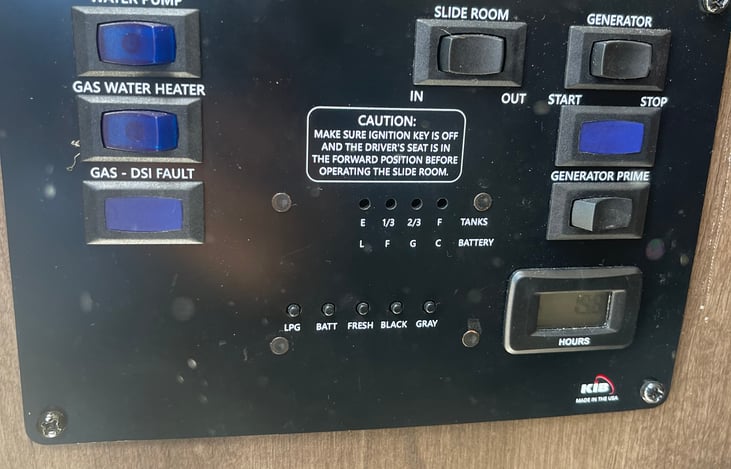 WATER PUMP
SLIDE ROOM
GENERATOR
GAS WATER HEATER
IN OUT
START STOP
CAUTION:
MAKE SURE IGNITION KEY IS OFF
AND THE DRIVER'S SEAT IS IN
THE FORWARD POSITION BEFORE
OPERATING THE SLIDE ROOM.
GAS - DSI FAULT
GENERATOR PRIME
E 1/3 2/3 F TANKS
L F G C BATTERY
LPG BATT FRESH BLACK GRAY
HOURS
KIB
MADE IN THE USA